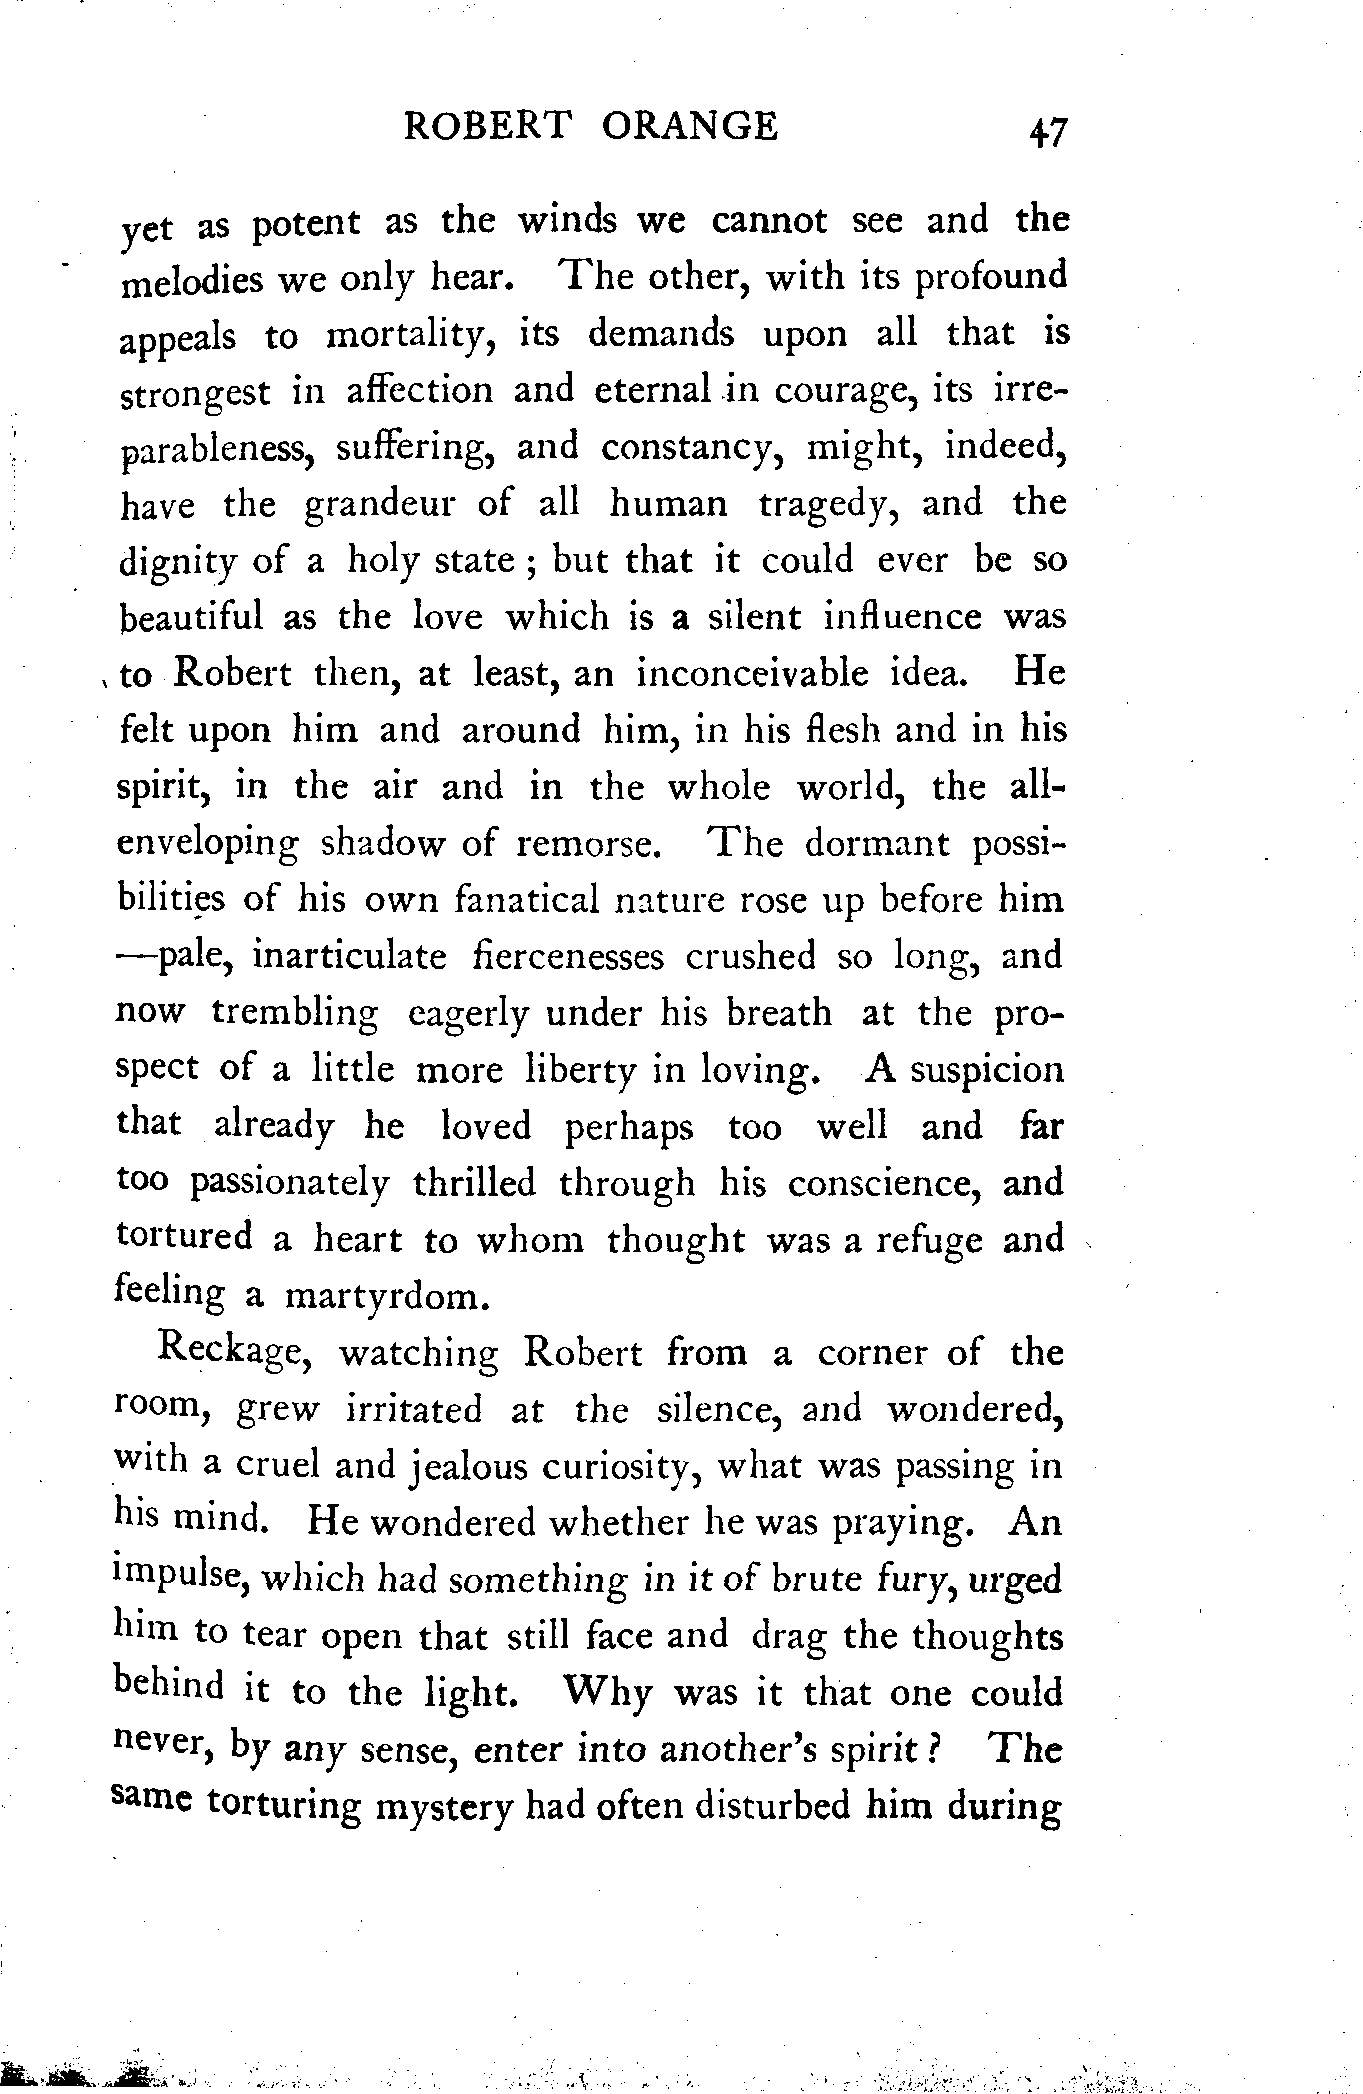 ROBERT ORANGE 47
yet as potent as the winds we cannot see and the
melodies we only hear. The other, with its profound
appeals to mortality, its demands upon all that is
strongest in affection and eternal in courage, its irre-
parableness, suffering, and constancy, might, indeed,
have the grandeur of all human tragedy, and the
dignity of a holy state ; but that it could ever be so
beautiful as the love which is a silent influence was
to Robert then, at least, an inconceivable idea. He
felt upon him and around him, in his flesh and in his
spirit, in the air and in the whole world, the all-
enveloping shadow of remorse. The dormant possi-
bilities of his own fanatical nature rose up before him
—pale, inarticulate fiercenesses crushed so long, and
now trembling eagerly under his breath at the pro-
spect of a little more liberty in loving. A suspicion
that already he loved perhaps too well and far
too passionately thrilled through his conscience, and
tortured a heart to whom thought was a refuge and
feeling a martyrdom.
Reckage, watching Robert from a corner of the
room, grew irritated at the silence, and wondered,
with a cruel and jealous curiosity, what was passing in
his mind. He wondered whether he was praying. An
impulse, which had something in it of brute fury, urged
him to tear open that still face and drag the thoughts
behind it to the light. Why was it that one could
never, by any sense, enter into another's spirit ? The
same torturing mystery had often disturbed him during